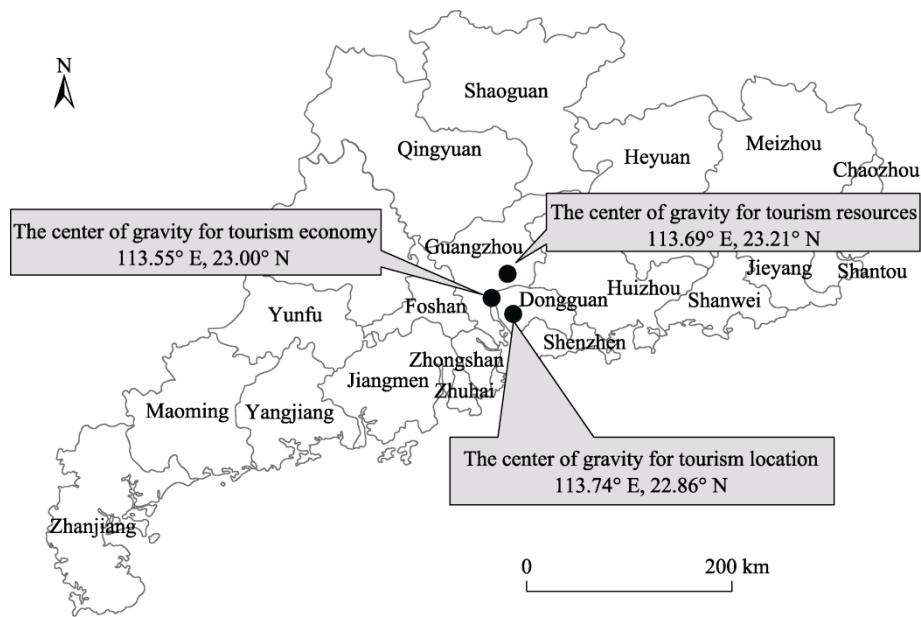 N
Shaoguan
Qingyuan
Heyuan
Meizhou
Chaozhou
The center of gravity for tourism economy
113.55° E, 23.00° N
The center of gravity for tourism resources
113.69° E, 23.21° N
Guangzhou
Jieyang
Shantou
Huizhou
Shanwei
Dongguan
Foshan
Yunfu
Shenzhen
Zhongshan
Jiangmen
Zhuhai
Maoming
Yangjiang
The center of gravity for tourism location
113.74° E, 22.86° N
Zhanjiang
0
200 km